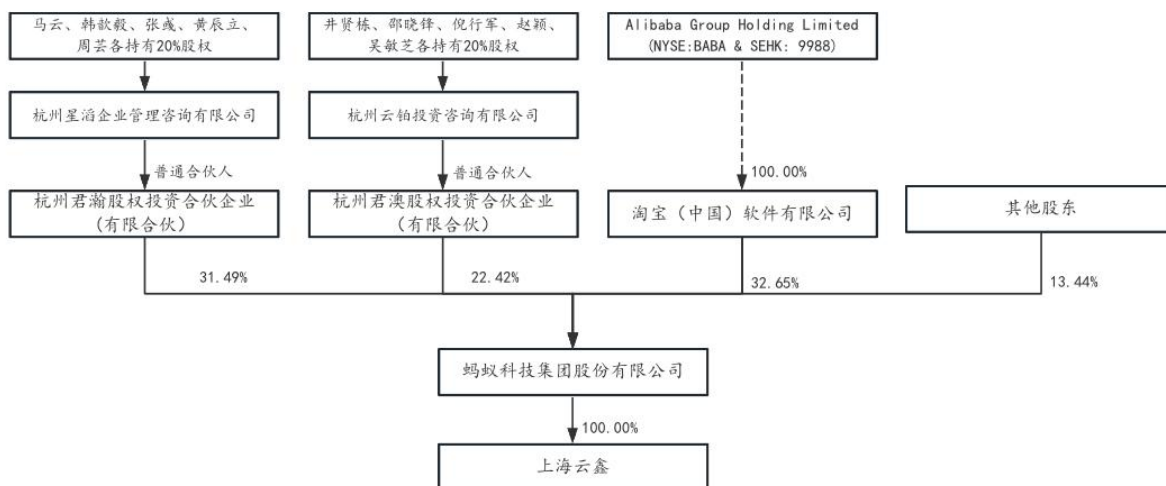 马云、韩歆毅、张彧、黄辰立、
周芸各持有20%股权
井贤栋、邵晓锋、倪行军、赵颖、
吴敏芝各持有20%股权
Alibaba Group Holding Limited
(NYSE:BABA & SEHK: 9988)
杭州星滔企业管理咨询有限公司
杭州云铂投资咨询有限公司
普通合伙人
普通合伙人
100.00%
杭州君瀚股权投资合伙企业
(有限合伙)
杭州君澳股权投资合伙企业
(有限合伙)
淘宝（中国）软件有限公司
其他股东
31.49%
22.42%
32.65%
13.44%
蚂蚁科技集团股份有限公司
100.00%
上海云鑫